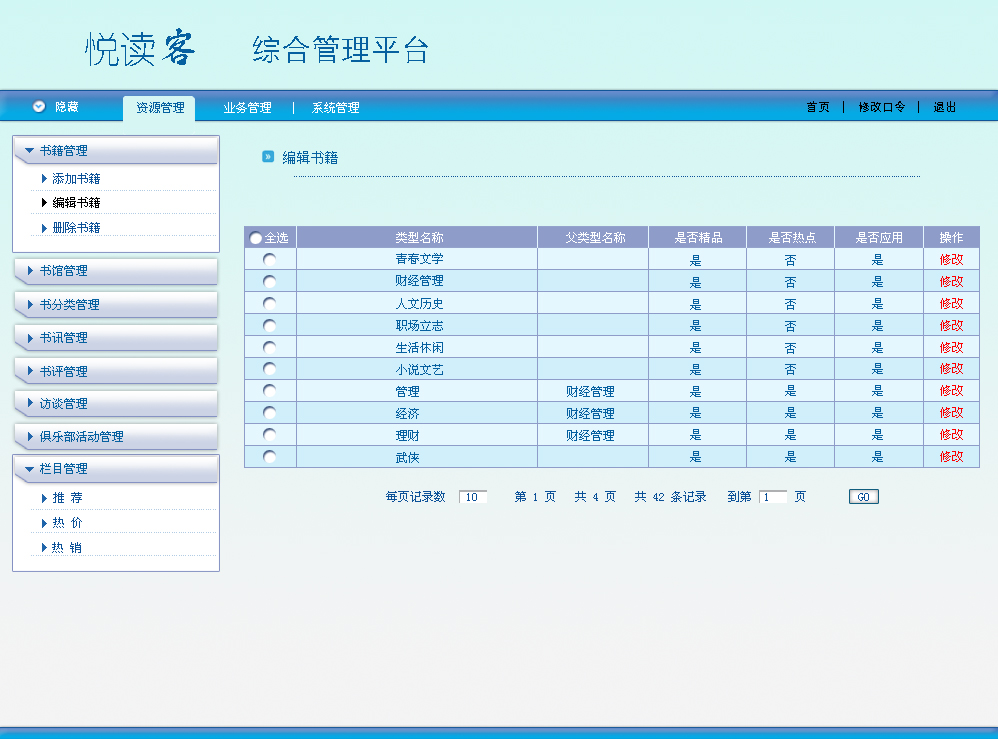 悦读客 综合管理平台
隐藏 资源管理 业务管理 | 系统管理 首页 | 修改口令 | 退出
书籍管理
添加书籍
编辑书籍
删除书籍
书馆管理
书分类管理
书讯管理
书评管理
访谈管理
俱乐部活动管理
栏目管理
推 荐
热 价
热 销
编辑书籍
全选 类型名称 父类型名称 是否精品 是否热点 是否应用 操作
青春文学 是 否 是 修改
财经管理 是 否 是 修改
人文历史 是 否 是 修改
职场立志 是 否 是 修改
生活休闲 是 否 是 修改
小说文艺 是 否 是 修改
管理 财经管理 是 是 是 修改
经济 财经管理 是 是 是 修改
理财 财经管理 是 是 是 修改
武侠 是 是 是 修改
每页记录数 10 第 1 页 共 4 页 共 42 条记录 到第 1 页 GO